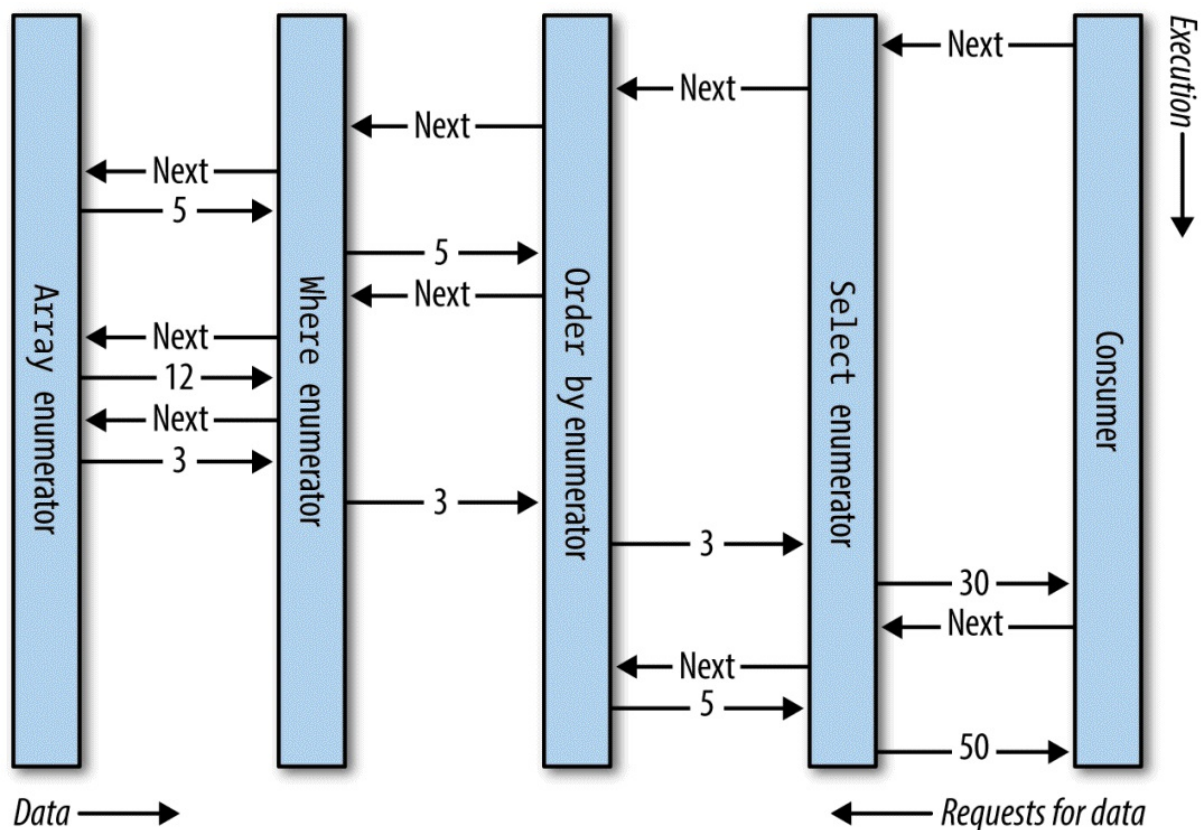 Next
Next
Next
Next
5
5
Next
Next
12
Next
3
3
3
30
Next
Next
5
50
Array enumerator
Where enumerator
Order by enumerator
Select enumerator
Consumer
Execution
Data
Requests for data